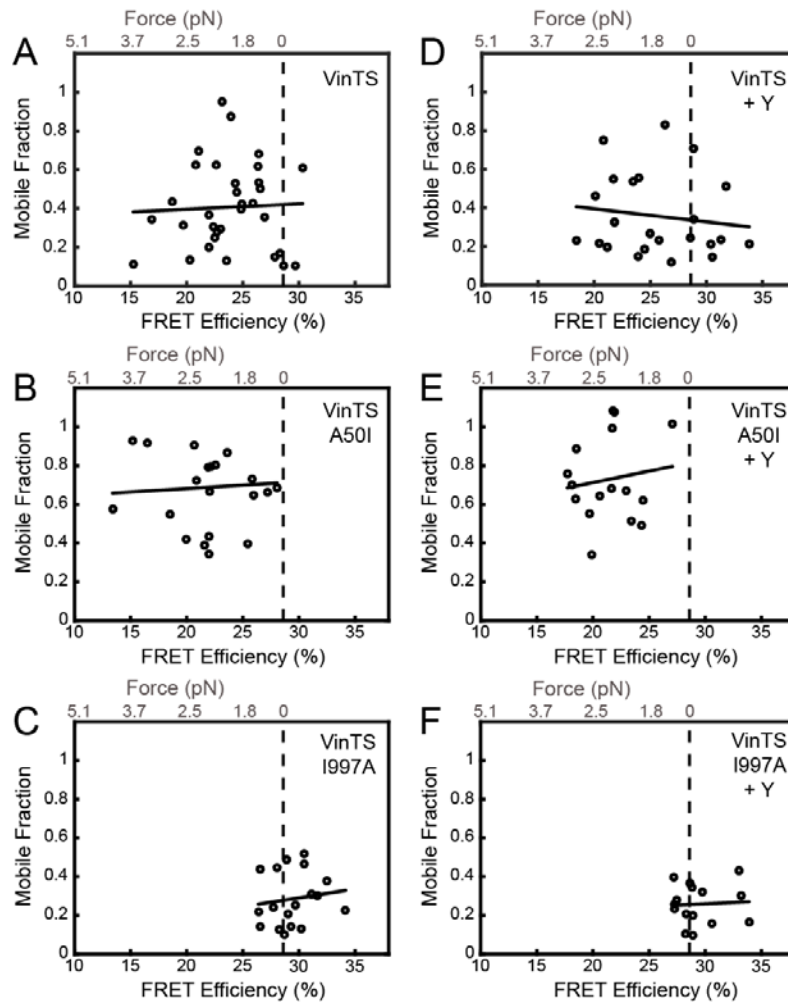 Force (pN)
5.1 3.7 2.5 1.8 0
A
VinTS
Mobile Fraction
1
0.8
0.6
0.4
0.2
0
10 15 20 25 30 35
FRET Efficiency (%)
Force (pN)
5.1 3.7 2.5 1.8 0
D
VinTS
+ Y
Mobile Fraction
1
0.8
0.6
0.4
0.2
0
10 15 20 25 30 35
FRET Efficiency (%)
Force (pN)
5.1 3.7 2.5 1.8 0
B
VinTS
A50I
Mobile Fraction
1
0.8
0.6
0.4
0.2
0
10 15 20 25 30 35
FRET Efficiency (%)
Force (pN)
5.1 3.7 2.5 1.8 0
E
VinTS
A50I
+ Y
Mobile Fraction
1
0.8
0.6
0.4
0.2
0
10 15 20 25 30 35
FRET Efficiency (%)
Force (pN)
5.1 3.7 2.5 1.8 0
C
VinTS
I997A
Mobile Fraction
1
0.8
0.6
0.4
0.2
0
10 15 20 25 30 35
FRET Efficiency (%)
Force (pN)
5.1 3.7 2.5 1.8 0
F
VinTS
I997A
+ Y
Mobile Fraction
1
0.8
0.6
0.4
0.2
0
10 15 20 25 30 35
FRET Efficiency (%)